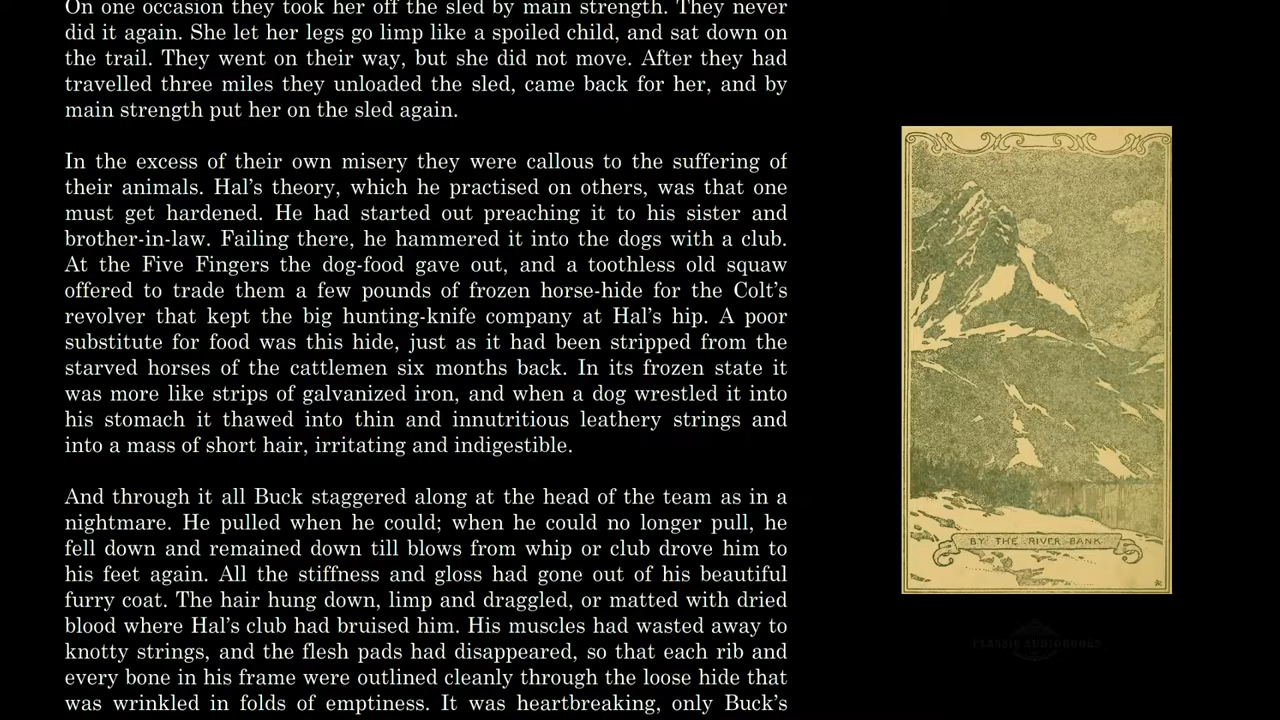 On one occasion they took her off the sled by main strength. They never
did it again. She let her legs go limp like a spoiled child, and sat down on
the trail. They went on their way, but she did not move. After they had
travelled three miles they unloaded the sled, came back for her, and by
main strength put her on the sled again.
In the excess of their own misery they were callous to the suffering of
their animals. Hal’s theory, which he practised on others, was that one
must get hardened. He had started out preaching it to his sister and
brother-in-law. Failing there, he hammered it into the dogs with a club.
At the Five Fingers the dog-food gave out, and a toothless old squaw
offered to trade them a few pounds of frozen horse-hide for the Colt’s
revolver that kept the big hunting-knife company at Hal’s hip. A poor
substitute for food was this hide, just as it had been stripped from the
starved horses of the cattlemen six months back. In its frozen state it
was more like strips of galvanized iron, and when a dog wrestled it into
his stomach it thawed into thin and innutritious leathery strings and
into a mass of short hair, irritating and indigestible.
And through it all Buck staggered along at the head of the team as in a
nightmare. He pulled when he could; when he could no longer pull, he
fell down and remained down till blows from whip or club drove him to
his feet again. All the stiffness and gloss had gone out of his beautiful
furry coat. The hair hung down, limp and draggled, or matted with dried
blood where Hal’s club had bruised him. His muscles had wasted away to
knotty strings, and the flesh pads had disappeared, so that each rib and
every bone in his frame were outlined cleanly through the loose hide that
was wrinkled in folds of emptiness. It was heartbreaking, only Buck’s
BY THE RIVER BANK
CLASSIC AUDIOBOOKS